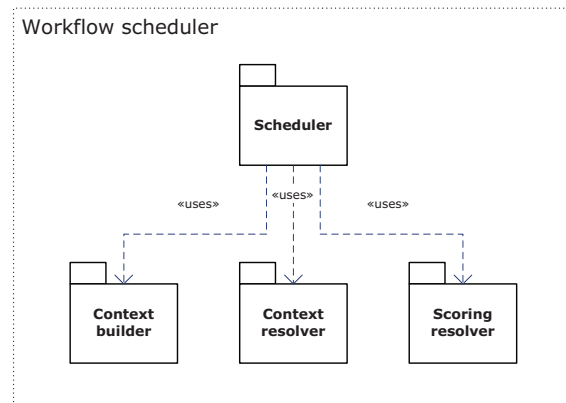 Workflow scheduler
Scheduler
«uses» «uses» «uses»
Context
builder
Context
resolver
Scoring
resolver